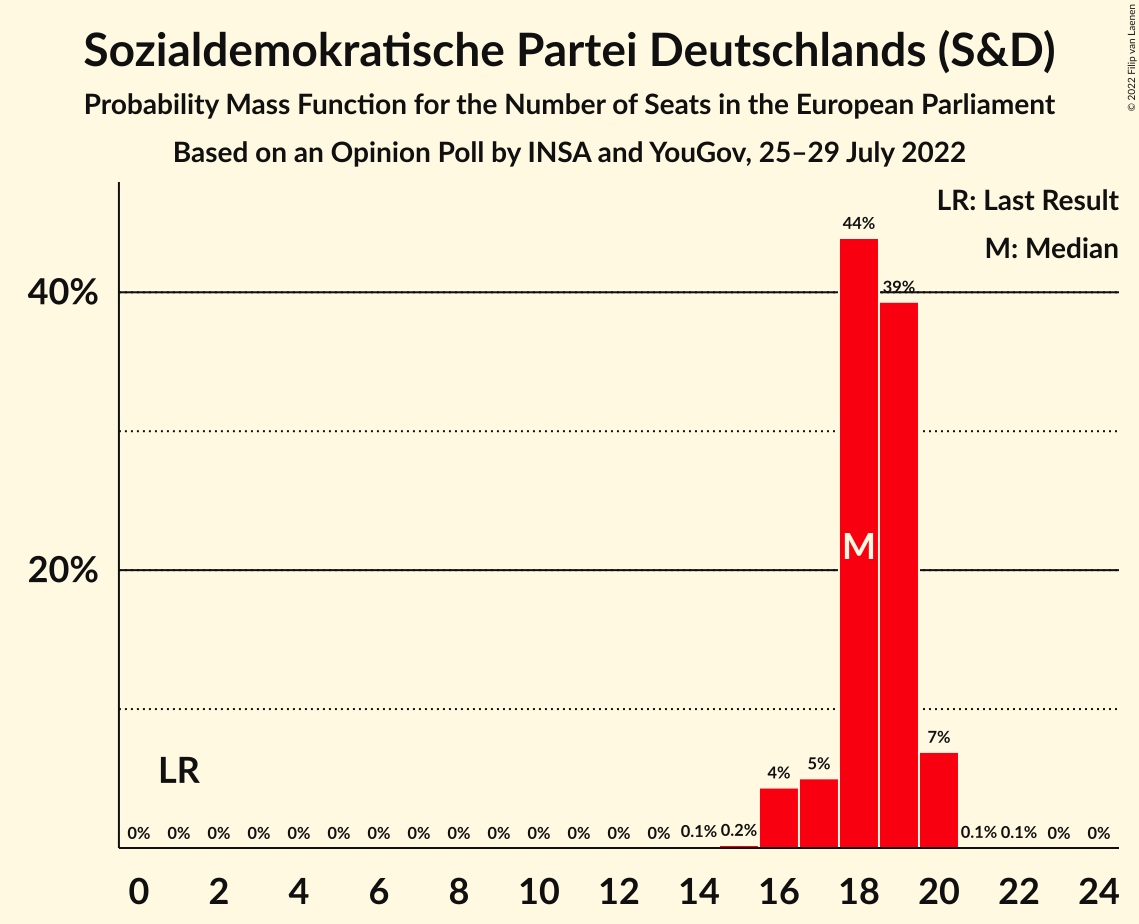 Sozialdemokratische Partei Deutschlands (S&D)
Probability Mass Function for the Number of Seats in the European Parliament
Based on an Opinion Poll by INSA and YouGov, 25–29 July 2022
© 2022 Filip van Laenen
LR: Last Result
M: Median
44%
39%
40%
20%
M
LR
7%
5%
4%
0% 0% 0% 0% 0% 0% 0% 0% 0% 0% 0% 0% 0% 0% 0.1% 0.2% 0.1% 0.1% 0% 0%
0 2 4 6 8 10 12 14 16 18 20 22 24